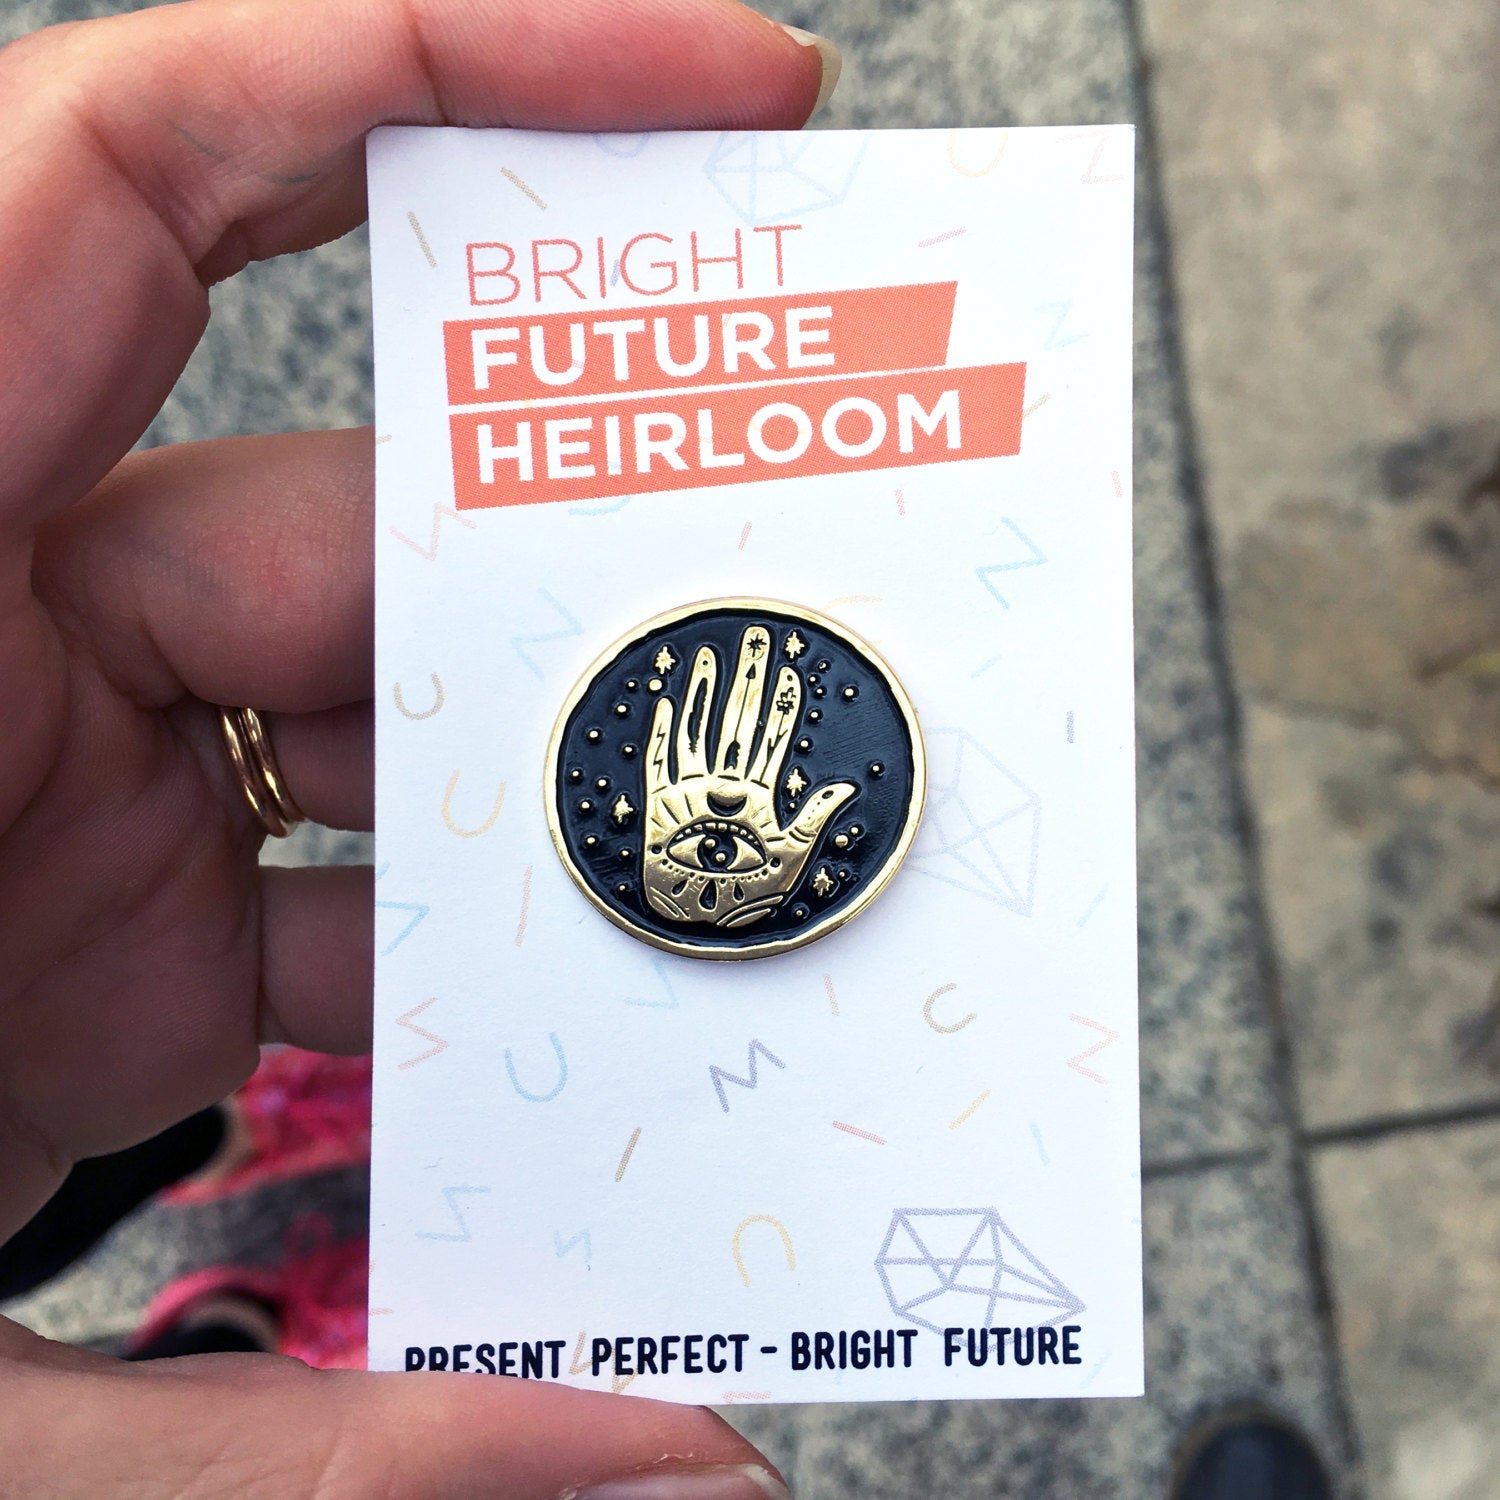 BRIGHT
FUTURE
HEIRLOOM
PRESENT PERFECT - BRIGHT FUTURE